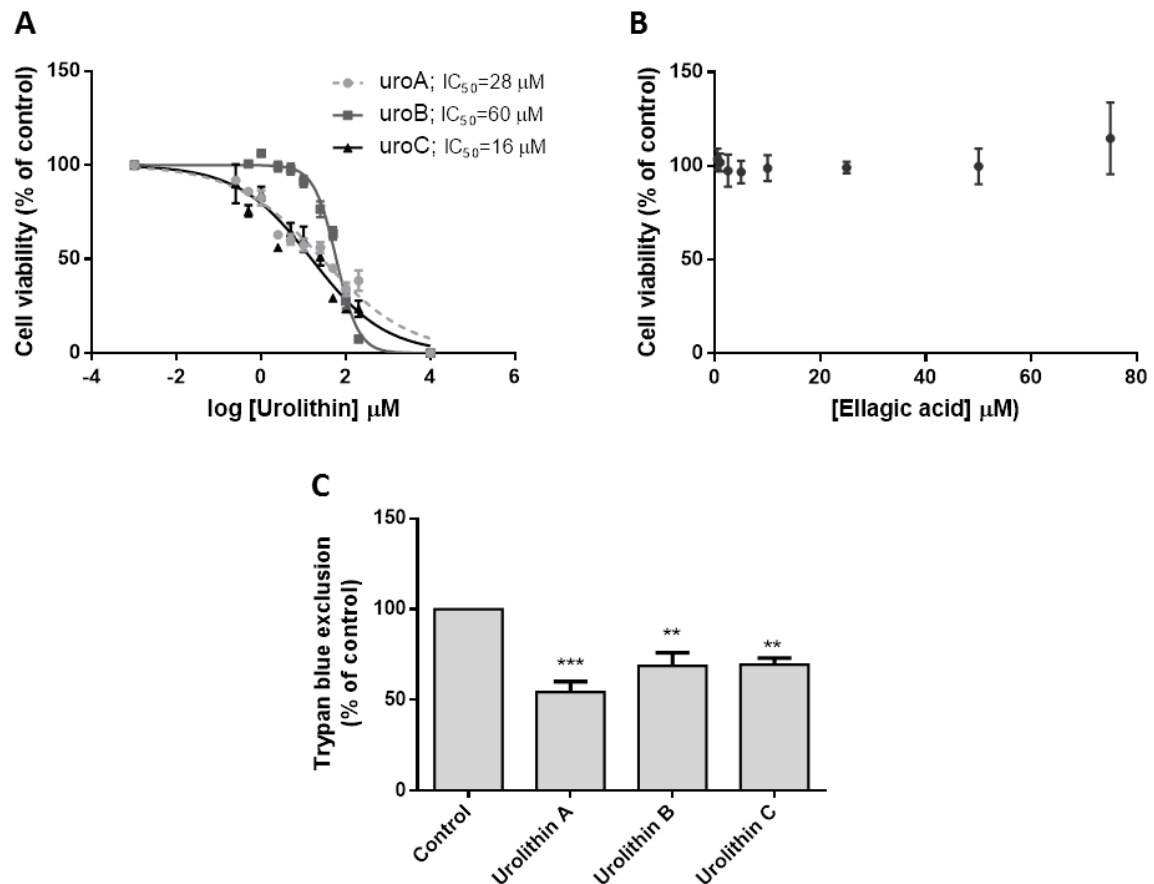 A
B
150
100
50
0
Cell viability (% of control)
-4
-2
0
2
4
6
log [Urolithin] μM
uroA; IC₅₀=28 μM
uroB; IC₅₀=60 μM
uroC; IC₅₀=16 μM
150
100
50
0
Cell viability (% of control)
0
20
40
60
80
[Ellagic acid] μM)
C
150
100
50
0
Trypan blue exclusion
(% of control)
***
**
**
Control
Urolithin A
Urolithin B
Urolithin C